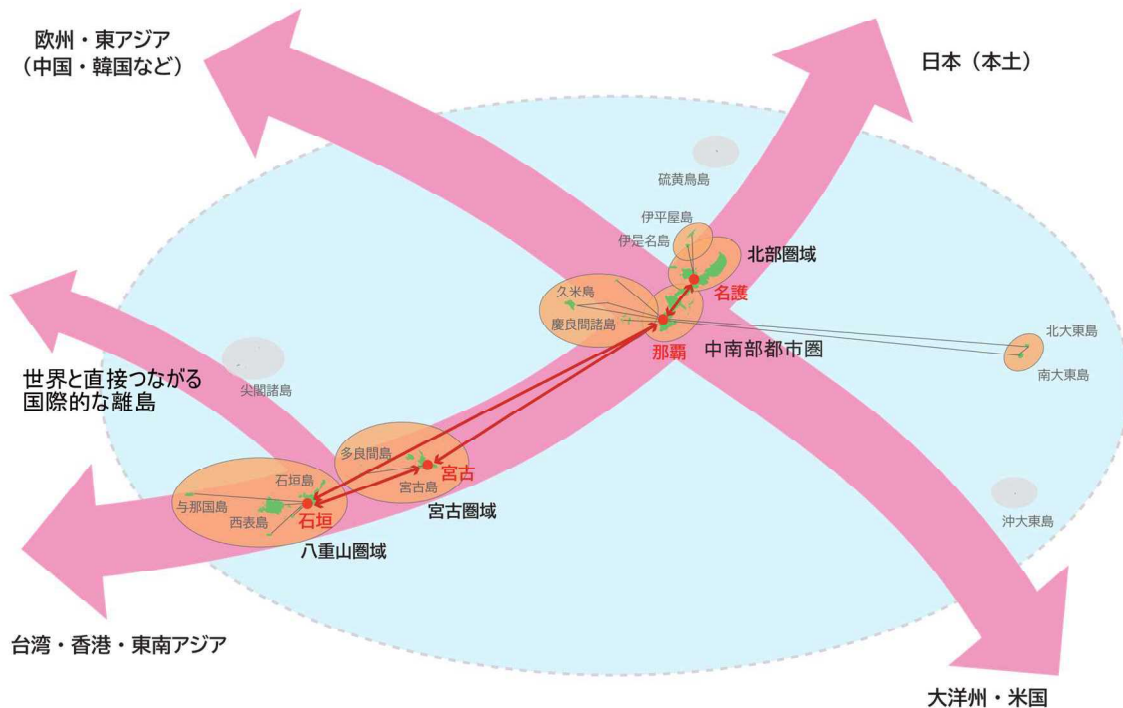 欧州・東アジア
（中国・韓国など）
日本（本土）
硫黄鳥島
伊平屋島
伊是名島
北部圏域
久米島
名護
慶良間諸島
那覇
中南部都市圏
北大東島
南大東島
世界と直接つながる
国際的な離島
尖閣諸島
多良間島
宮古
石垣島
宮古島
与那国島
西表島
石垣
宮古圏域
沖大東島
八重山圏域
台湾・香港・東南アジア
大洋州・米国